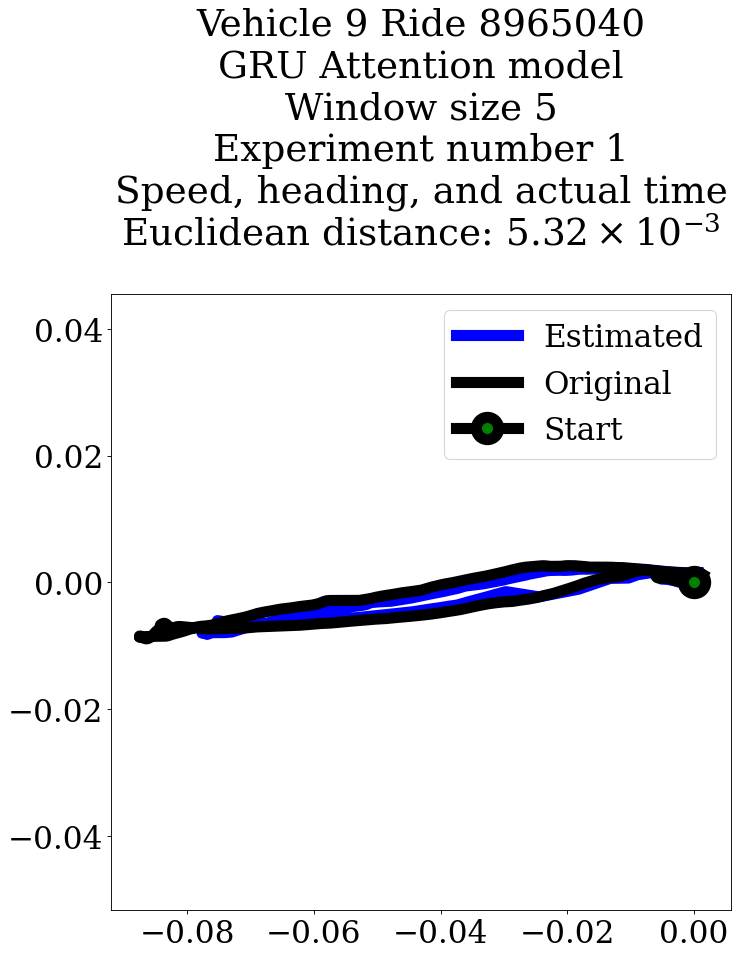 Vehicle 9 Ride 8965040
GRU Attention model
Window size 5
Experiment number 1
Speed, heading, and actual time
Euclidean distance: 5.32 × 10⁻³
Estimated
Original
Start
0.04
0.02
0.00
−0.02
−0.04
−0.08 −0.06 −0.04 −0.02 0.00